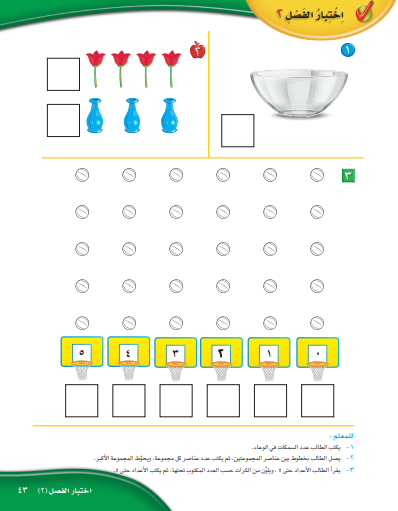 اختبار الفصل ٢
١
٢
٣
٠
١
٢
٣
٤
٥
للمعلم :
١- يكتب الطالب عدد السمكات في الوعاء.
٢- يصل الطالب بخطوط بين عناصر المجموعتين، ثم يكتب عدد عناصر كل مجموعة، ويحوّط المجموعة الأكبر.
٣- يقرأ الطالب الأعداد حتى ٥ ، ويلوّن من الكرات حسب العدد المكتوب تحتها، ثم يكتب الأعداد حتى ٥.
اختبار الفصل (٢) ٤٣